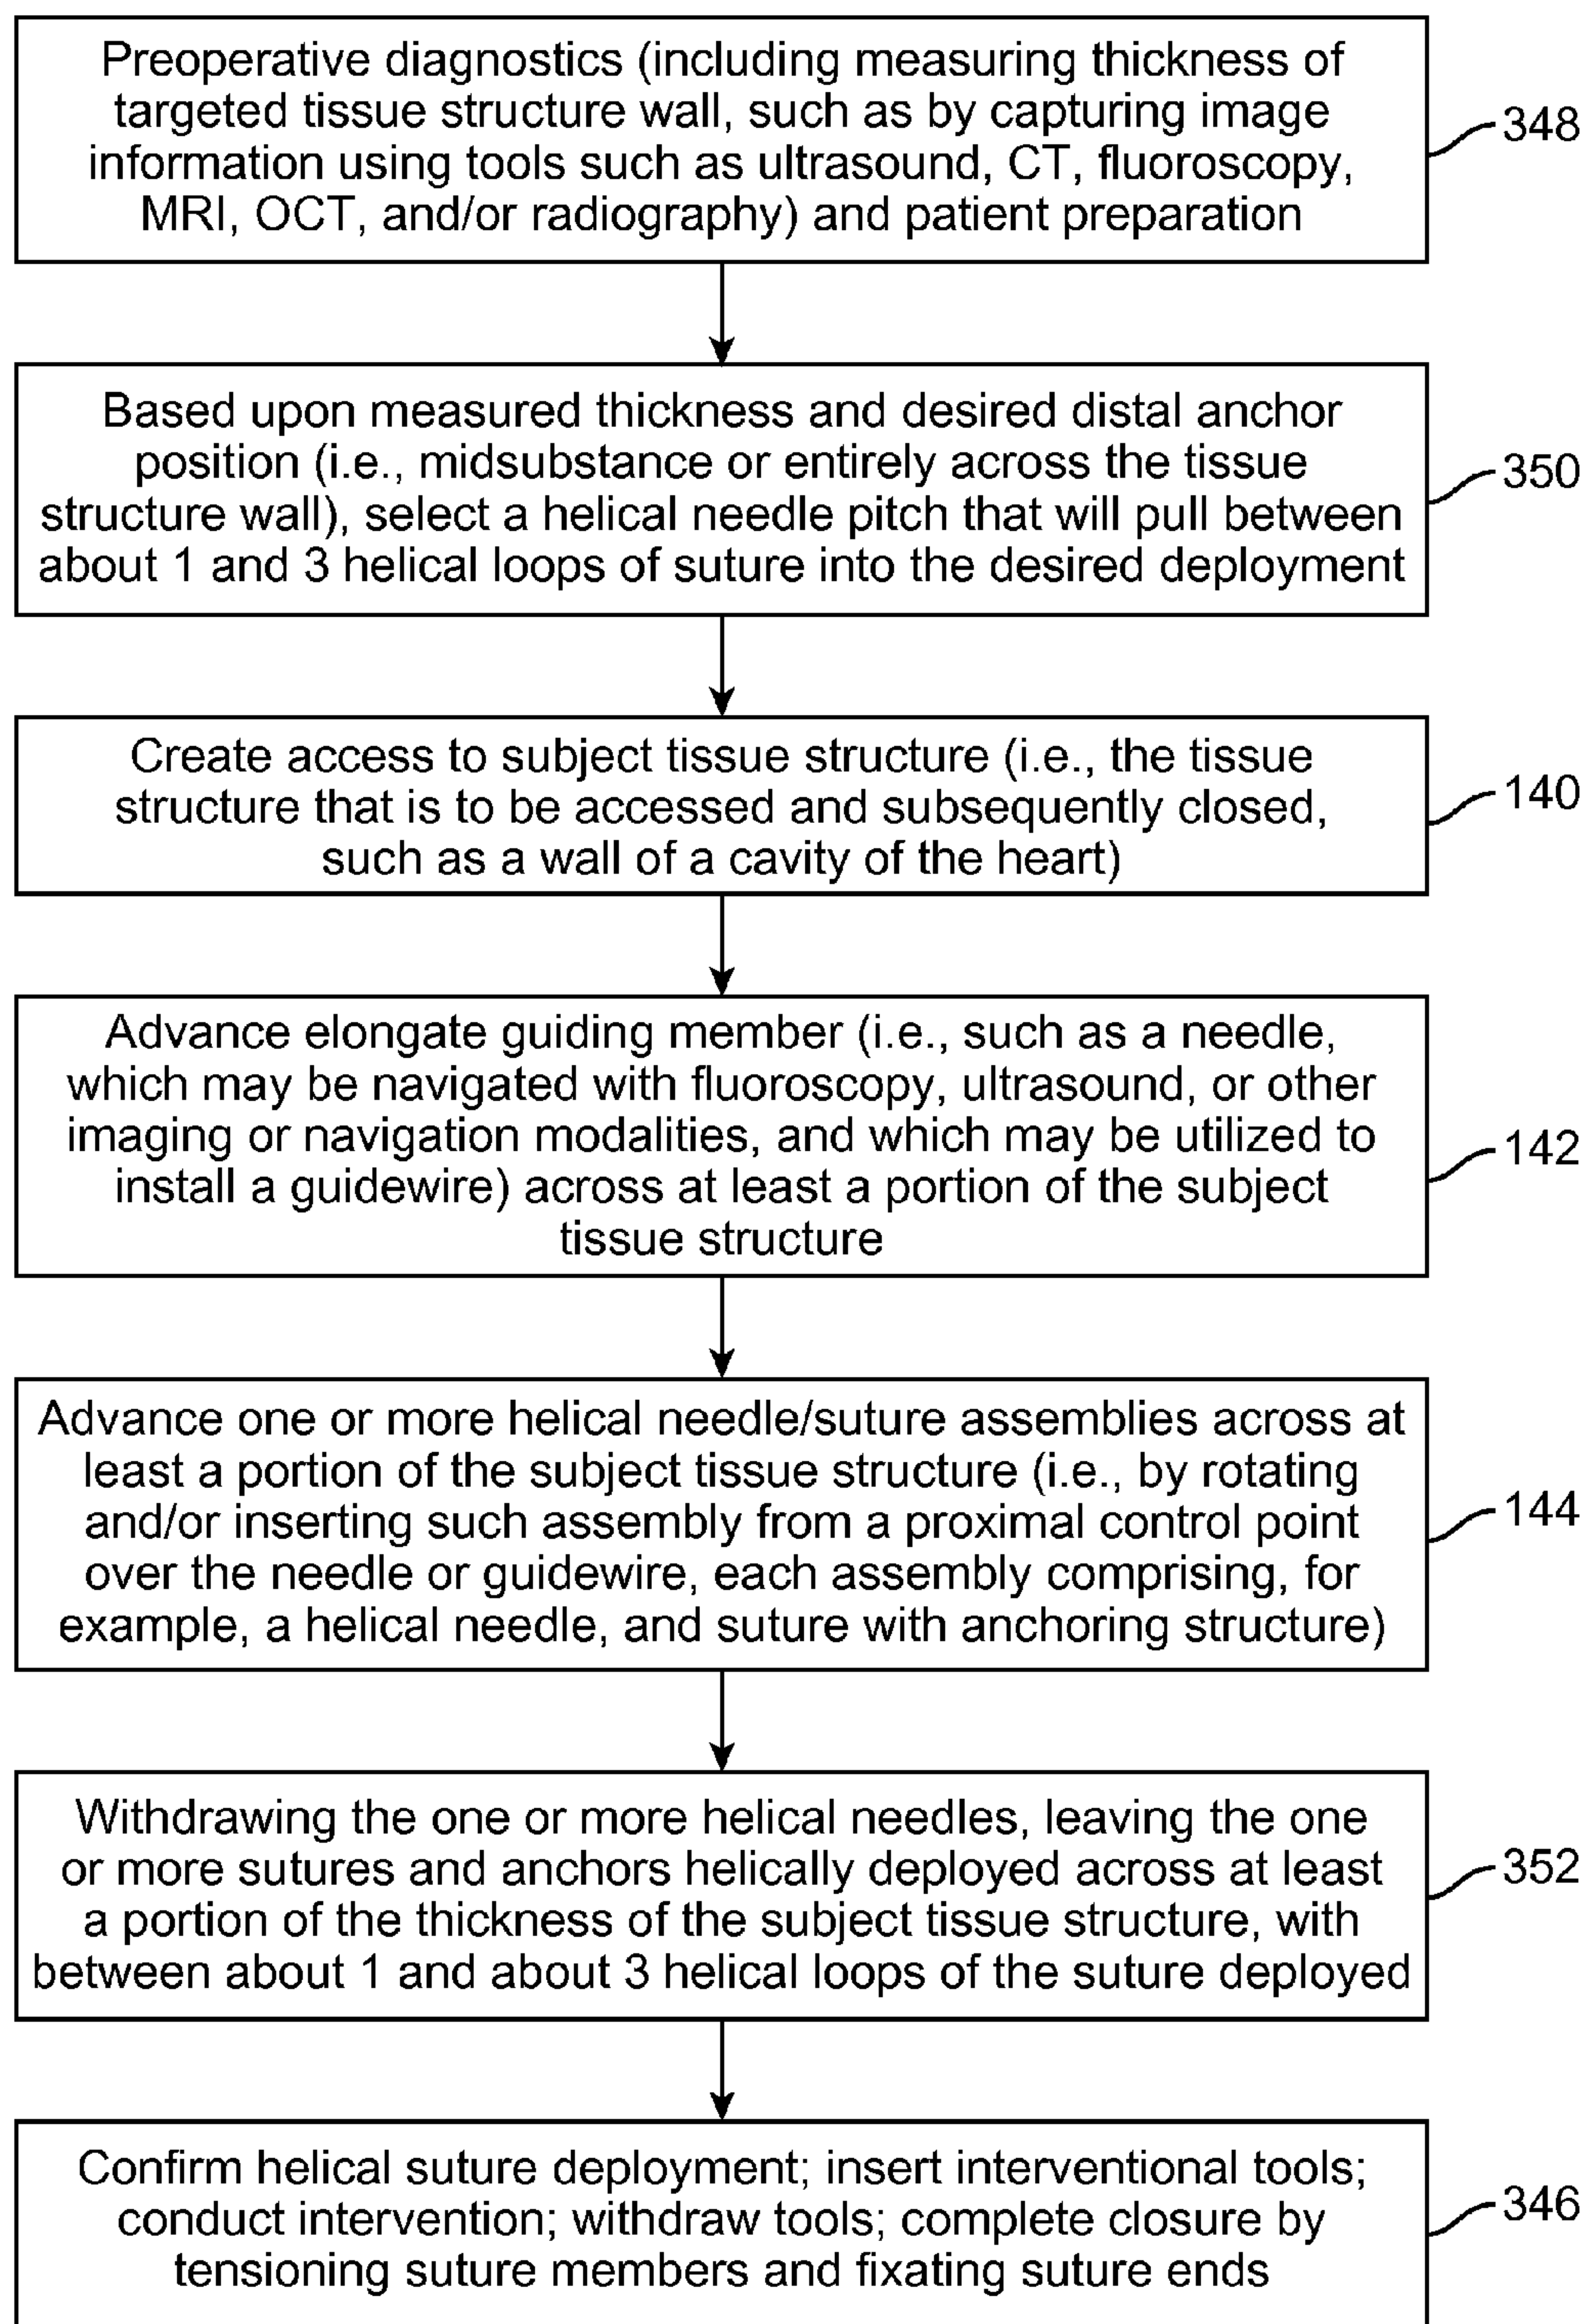 Preoperative diagnostics (including measuring thickness of
targeted tissue structure wall, such as by capturing image
information using tools such as ultrasound, CT, fluoroscopy,
MRI, OCT, and/or radiography) and patient preparation
348
Based upon measured thickness and desired distal anchor
position (i.e., midsubstance or entirely across the tissue
structure wall), select a helical needle pitch that will pull between
about 1 and 3 helical loops of suture into the desired deployment
350
Create access to subject tissue structure (i.e., the tissue
structure that is to be accessed and subsequently closed,
such as a wall of a cavity of the heart)
140
Advance elongate guiding member (i.e., such as a needle,
which may be navigated with fluoroscopy, ultrasound, or other
imaging or navigation modalities, and which may be utilized to
install a guidewire) across at least a portion of the subject
tissue structure
142
Advance one or more helical needle/suture assemblies across at
least a portion of the subject tissue structure (i.e., by rotating
and/or inserting such assembly from a proximal control point
over the needle or guidewire, each assembly comprising, for
example, a helical needle, and suture with anchoring structure)
144
Withdrawing the one or more helical needles, leaving the one
or more sutures and anchors helically deployed across at least
a portion of the thickness of the subject tissue structure, with
between about 1 and about 3 helical loops of the suture deployed
352
Confirm helical suture deployment; insert interventional tools;
conduct intervention; withdraw tools; complete closure by
tensioning suture members and fixating suture ends
346